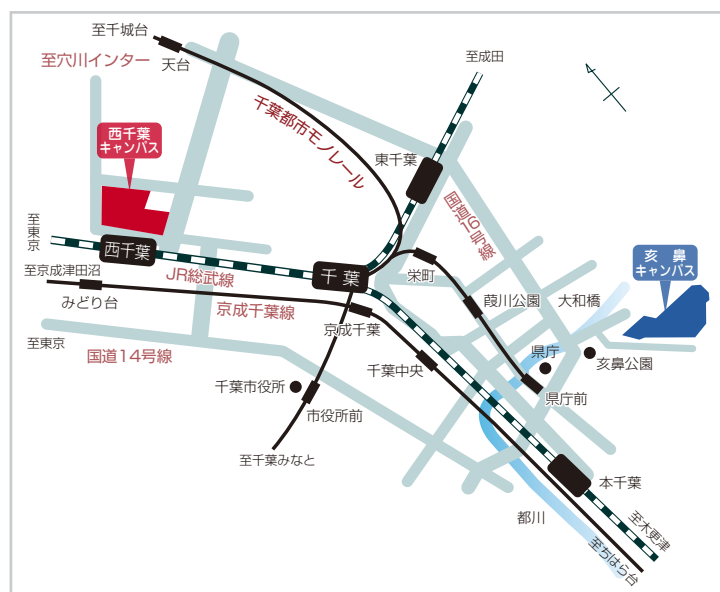 至千城台
天台
至穴川インター
至成田
千葉都市モノレール
西千葉
キャンパス
東千葉
国道16号線
至東京
西千葉
JR総武線
千葉
栄町
亥鼻
キャンパス
至京成津田沼
みどり台
京成千葉線
京成千葉
葭川公園
大和橋
至東京
国道14号線
千葉中央
県庁
亥鼻公園
千葉市役所
市役所前
県庁前
至千葉みなと
本千葉
都川
至木更津
至ちはら台